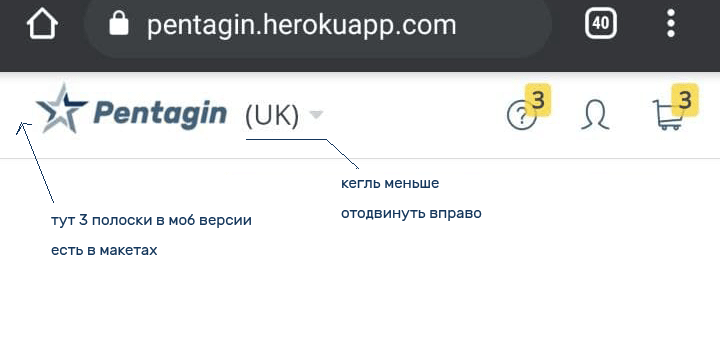 pentagin.herokuapp.com
40
Pentagin (UK)
3
3
кегль меньше
отодвинуть вправо
тут 3 полоски в моб версии
есть в макетах